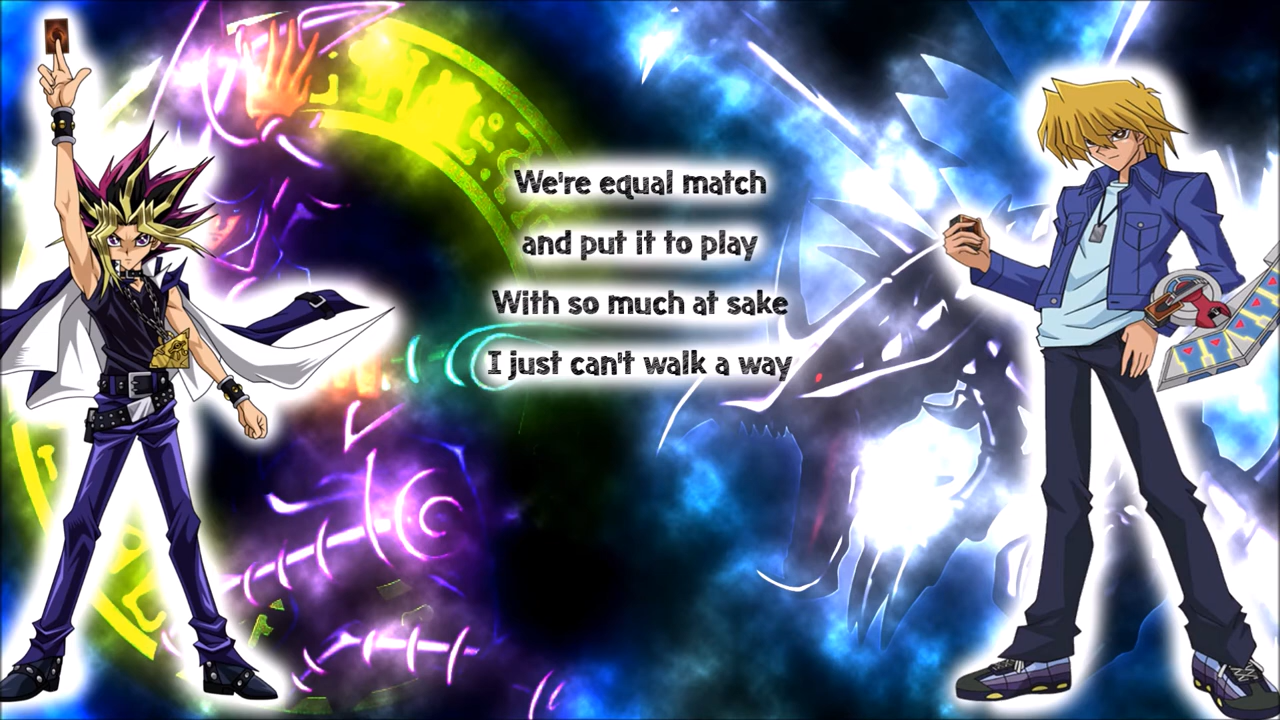 We're equal match
and put it to play
With so much at sake
I just can't walk a way